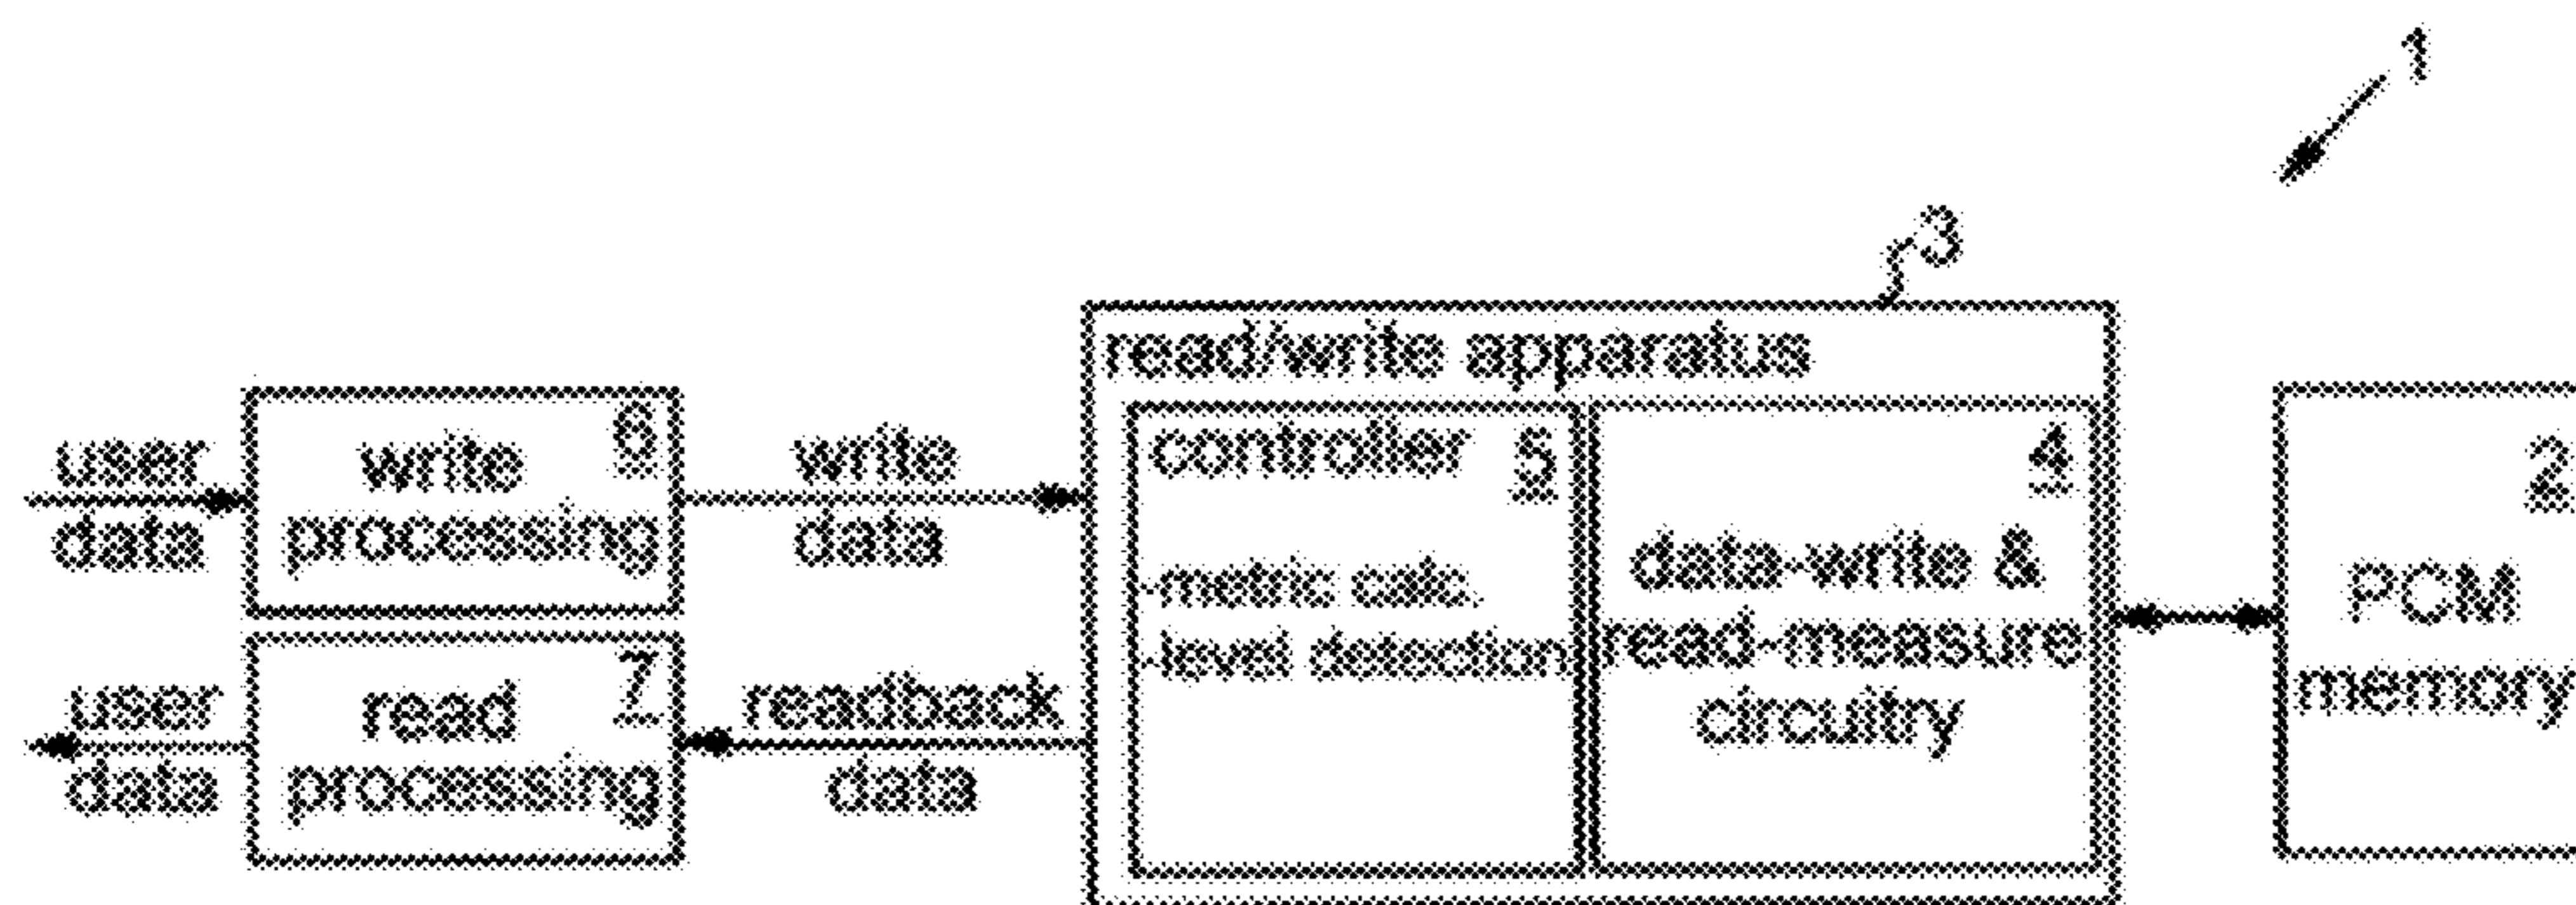 1
3
read/write apparatus
user
data
write
processing
6
write
data
controller
5
-metric calc.
-level detection
4
data-write &
read-measure
circuitry
2
PCM
memory
user
data
read
processing
7
readback
data